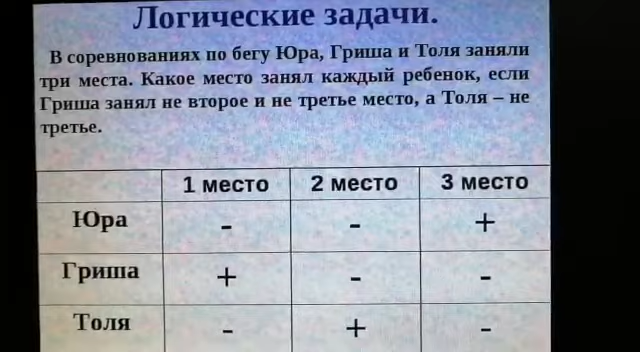 Логические задачи.
В соревнованиях по бегу Юра, Гриша и Толя заняли
три места. Какое место занял каждый ребенок, если
Гриша занял не второе и не третье место, а Толя – не
третье.
1 место 2 место 3 место
Юра - - +
Гриша + - -
Толя - + -